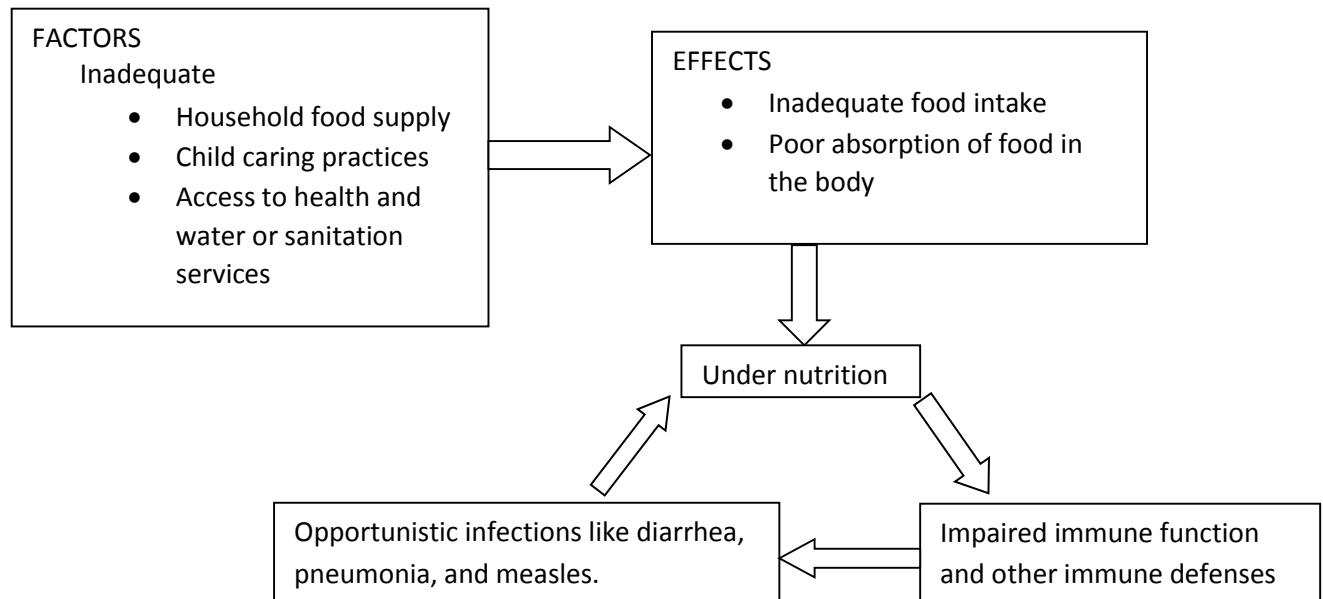 FACTORS
Inadequate
• Household food supply
• Child caring practices
• Access to health and
water or sanitation
services
EFFECTS
• Inadequate food intake
• Poor absorption of food in
the body
Under nutrition
Opportunistic infections like diarrhea,
pneumonia, and measles.
Impaired immune function
and other immune defenses